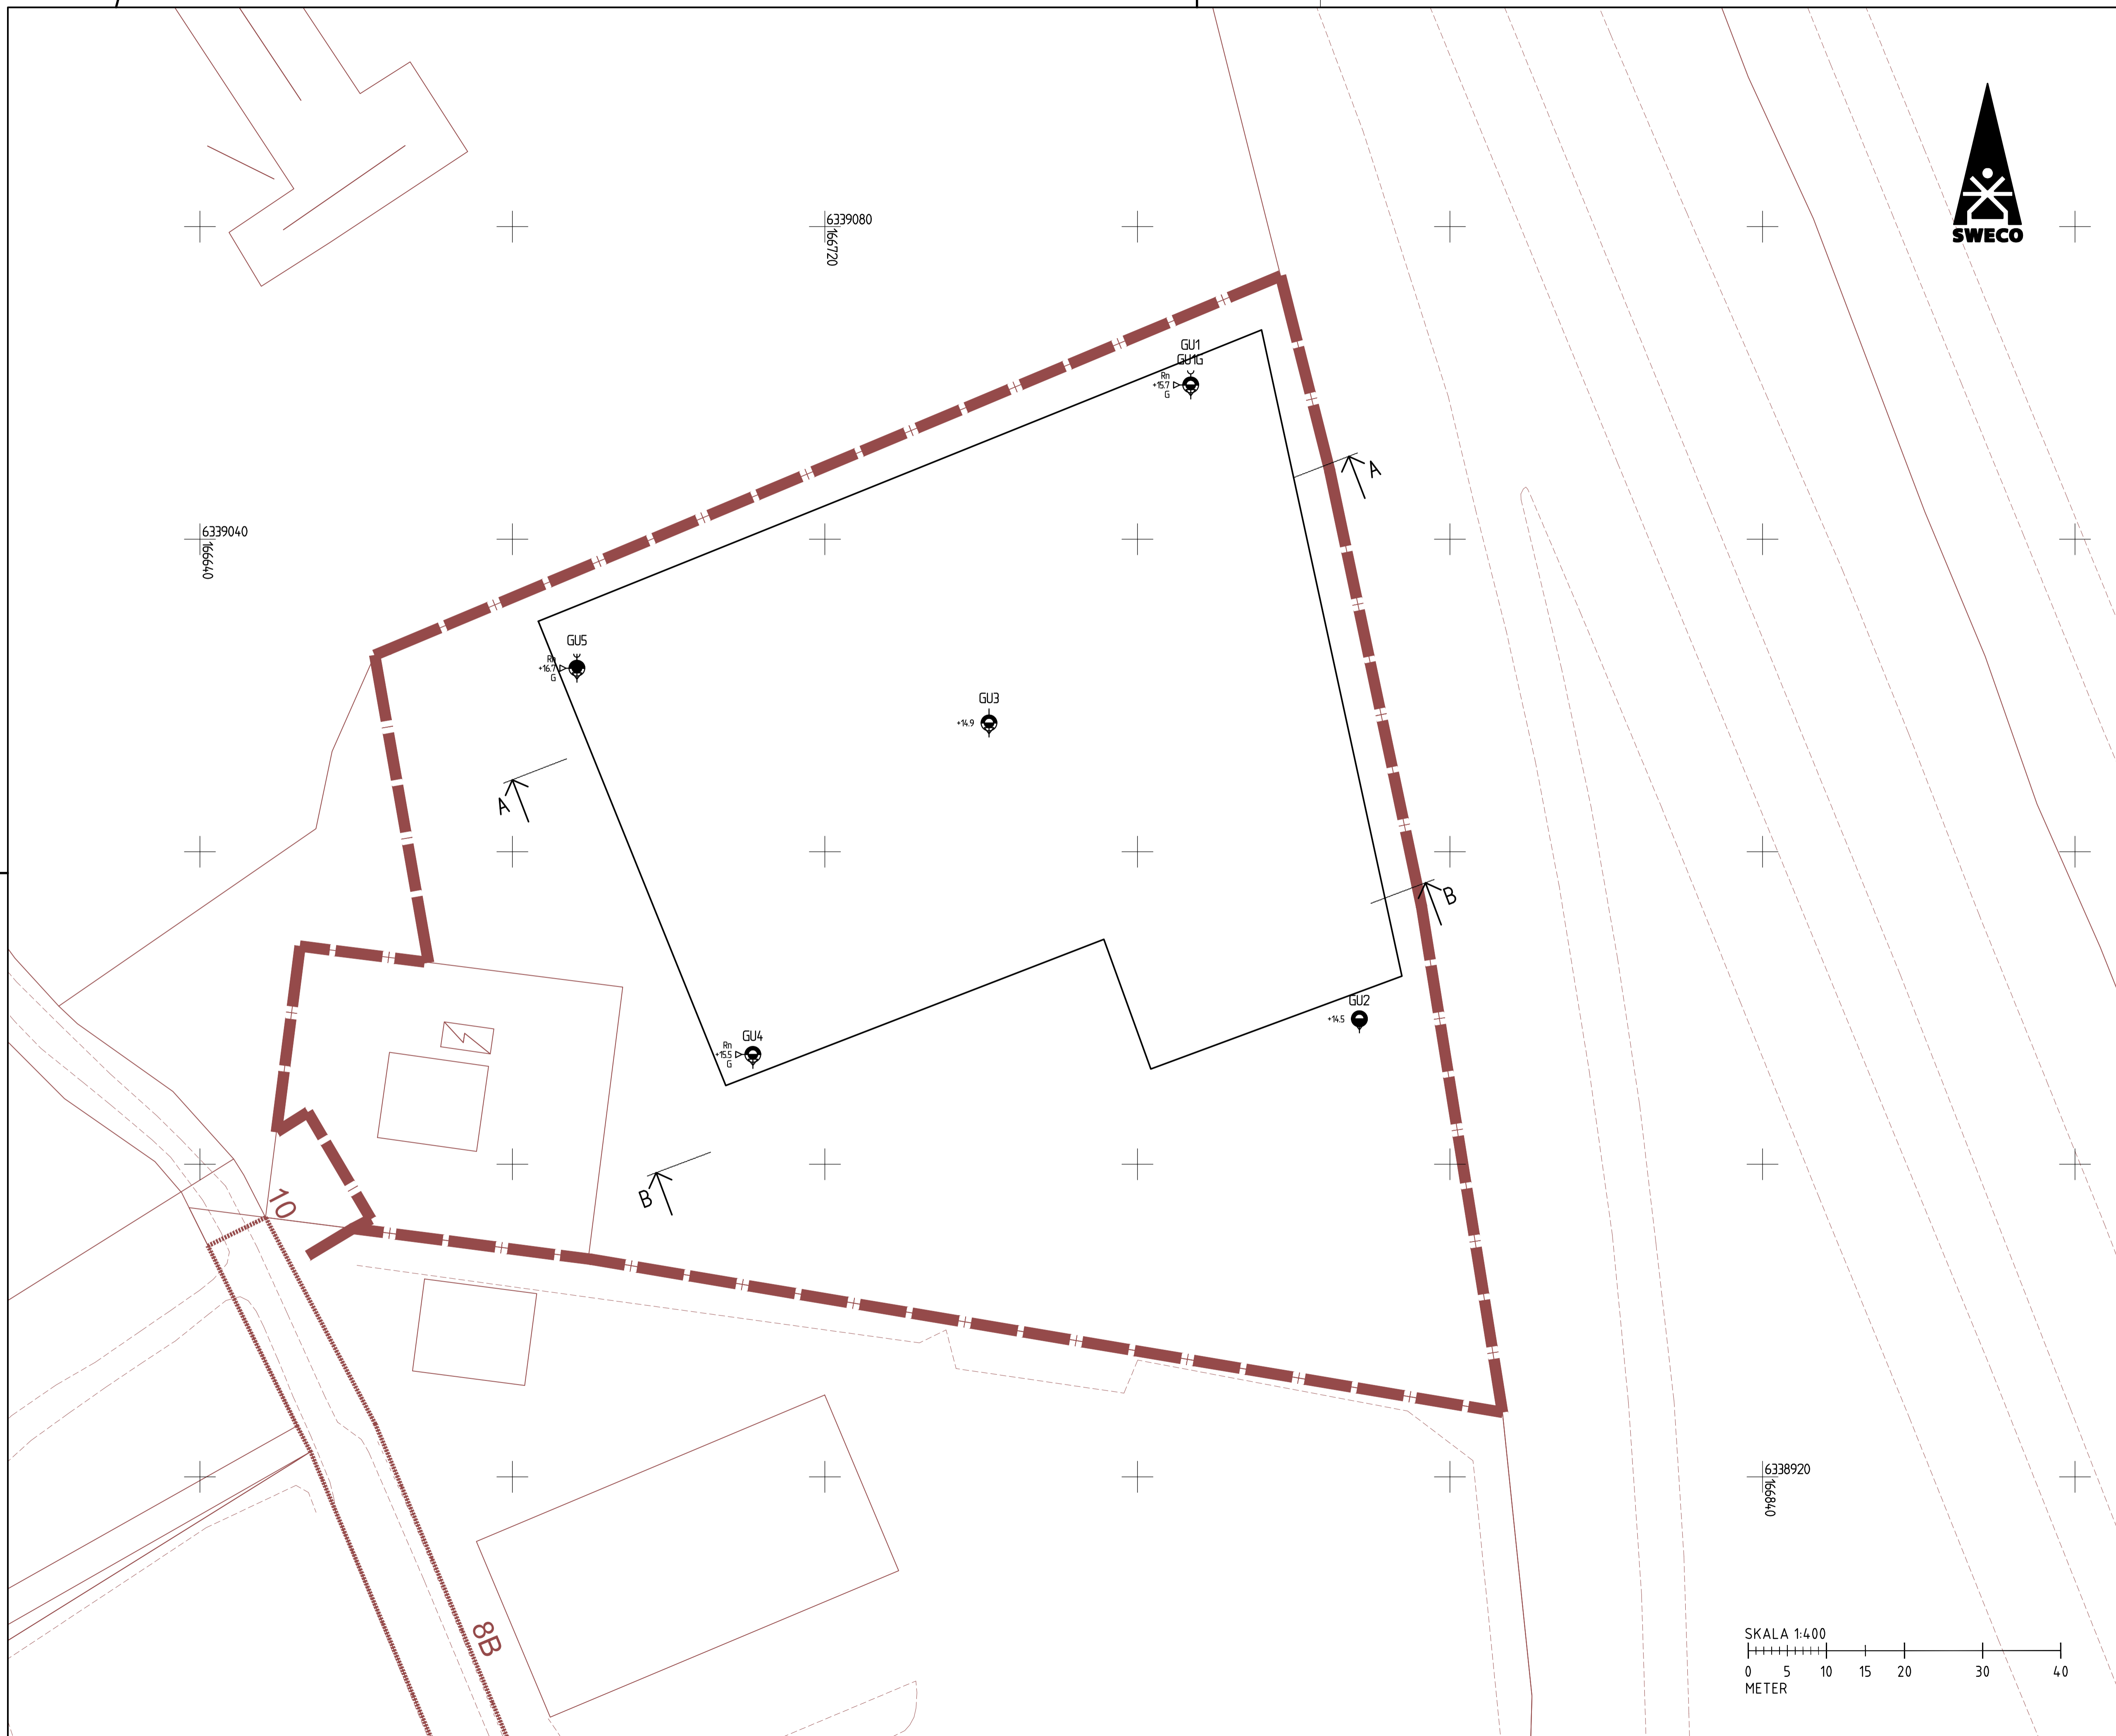 SWECO
6339080
166720
GU1
GU1G
Rn
+15.7
G
A
6339040
166640
GU5
Rn
+16.7
G
GU3
+14.9
A
B
GU2
+14.5
GU4
Rn
+15.5
G
B
10
6338920
166840
8B
SKALA 1:400
0 5 10 15 20 30 40
METER